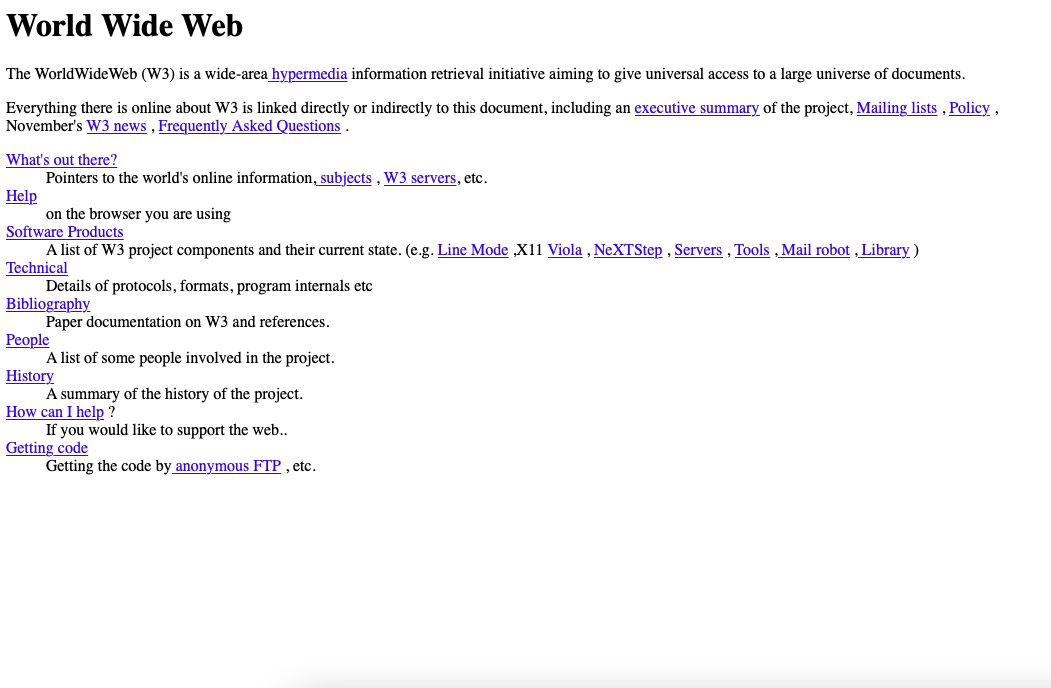 World Wide Web
The WorldWideWeb (W3) is a wide-area hypermedia information retrieval initiative aiming to give universal access to a large universe of documents.
Everything there is online about W3 is linked directly or indirectly to this document, including an executive summary of the project, Mailing lists , Policy ,
November's W3 news , Frequently Asked Questions .
What's out there?
Pointers to the world's online information, subjects , W3 servers, etc.
Help
on the browser you are using
Software Products
A list of W3 project components and their current state. (e.g. Line Mode ,X11 Viola , NeXTStep , Servers , Tools , Mail robot , Library )
Technical
Details of protocols, formats, program internals etc
Bibliography
Paper documentation on W3 and references.
People
A list of some people involved in the project.
History
A summary of the history of the project.
How can I help ?
If you would like to support the web..
Getting code
Getting the code by anonymous FTP , etc.